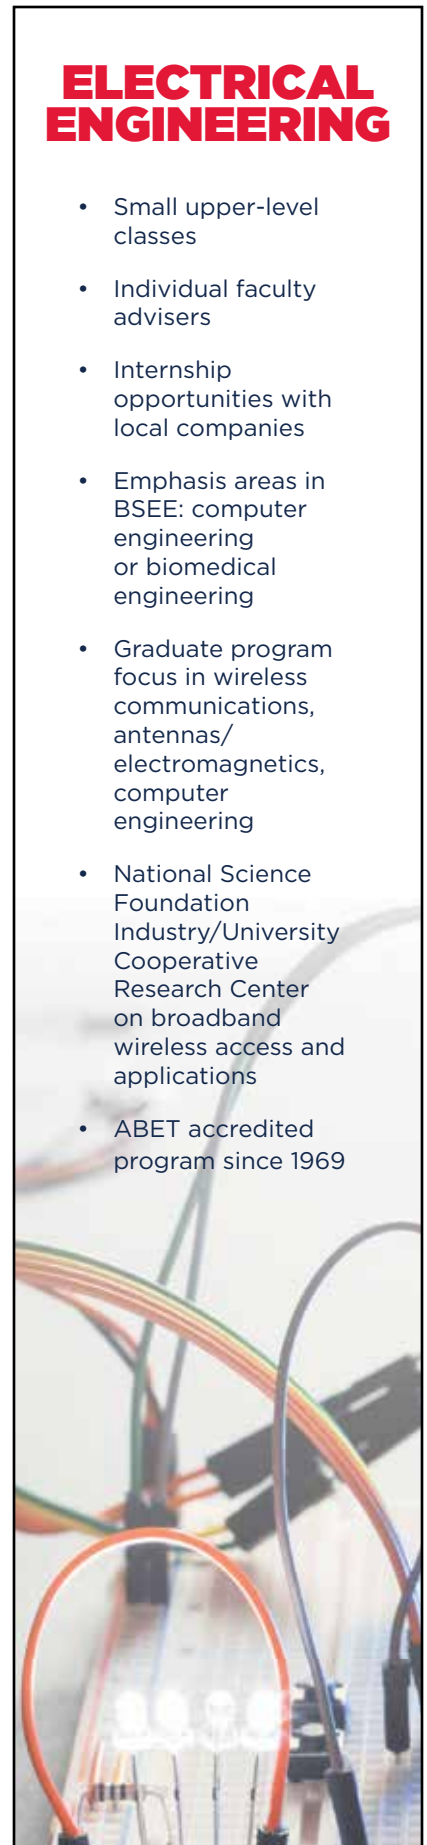 ELECTRICAL
ENGINEERING
• Small upper-level
classes
• Individual faculty
advisers
• Internship
opportunities with
local companies
• Emphasis areas in
BSEE: computer
engineering
or biomedical
engineering
• Graduate program
focus in wireless
communications,
antennas/
electromagnetics,
computer
engineering
• National Science
Foundation
Industry/University
Cooperative
Research Center
on broadband
wireless access and
applications
• ABET accredited
program since 1969